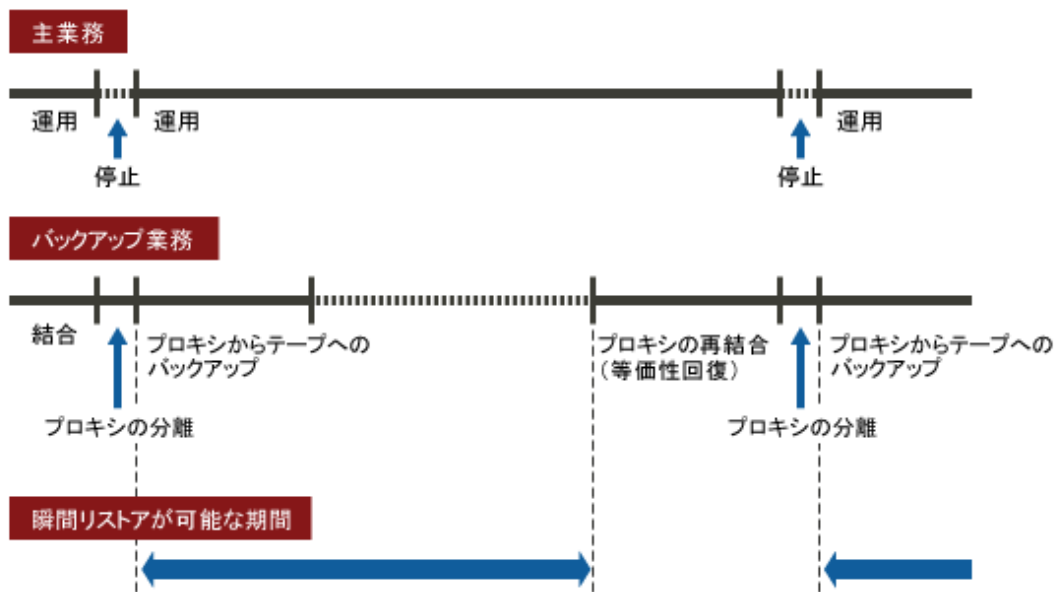 主業務
運用
運用
運用
停止
停止
バックアップ業務
結合
プロキシからテープへの
バックアップ
プロキシの再結合
(等価性回復)
プロキシからテープへの
バックアップ
プロキシの分離
プロキシの分離
瞬間リストアが可能な期間